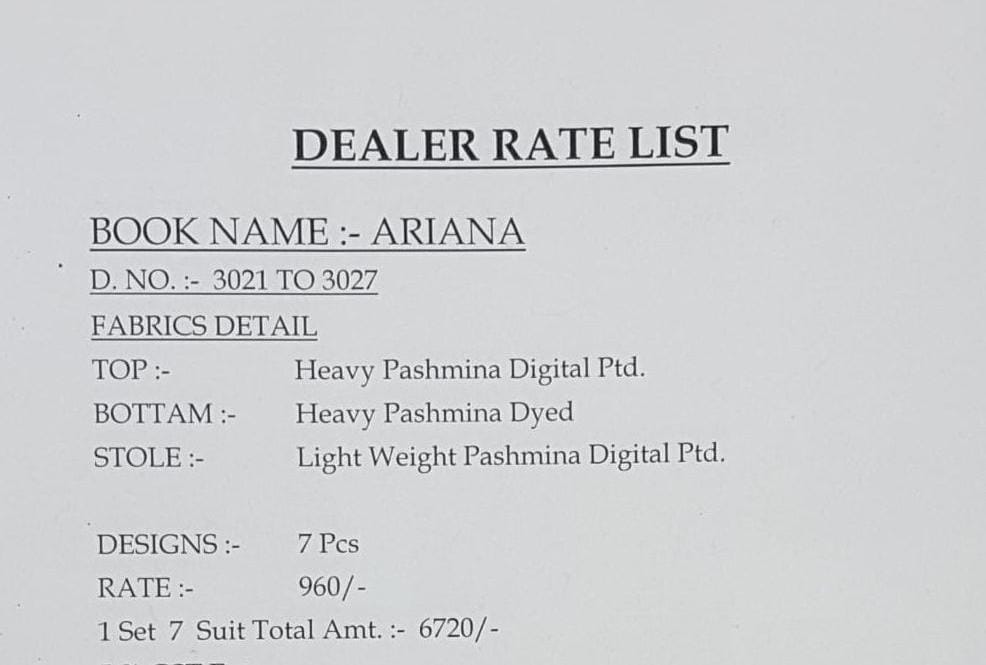 DEALER RATE LIST
BOOK NAME :- ARIANA
D. NO. :- 3021 TO 3027
FABRICS DETAIL
TOP :- Heavy Pashmina Digital Ptd.
BOTTAM :- Heavy Pashmina Dyed
STOLE :- Light Weight Pashmina Digital Ptd.
DESIGNS :- 7 Pcs
RATE :- 960/-
1 Set 7 Suit Total Amt. :- 6720/-